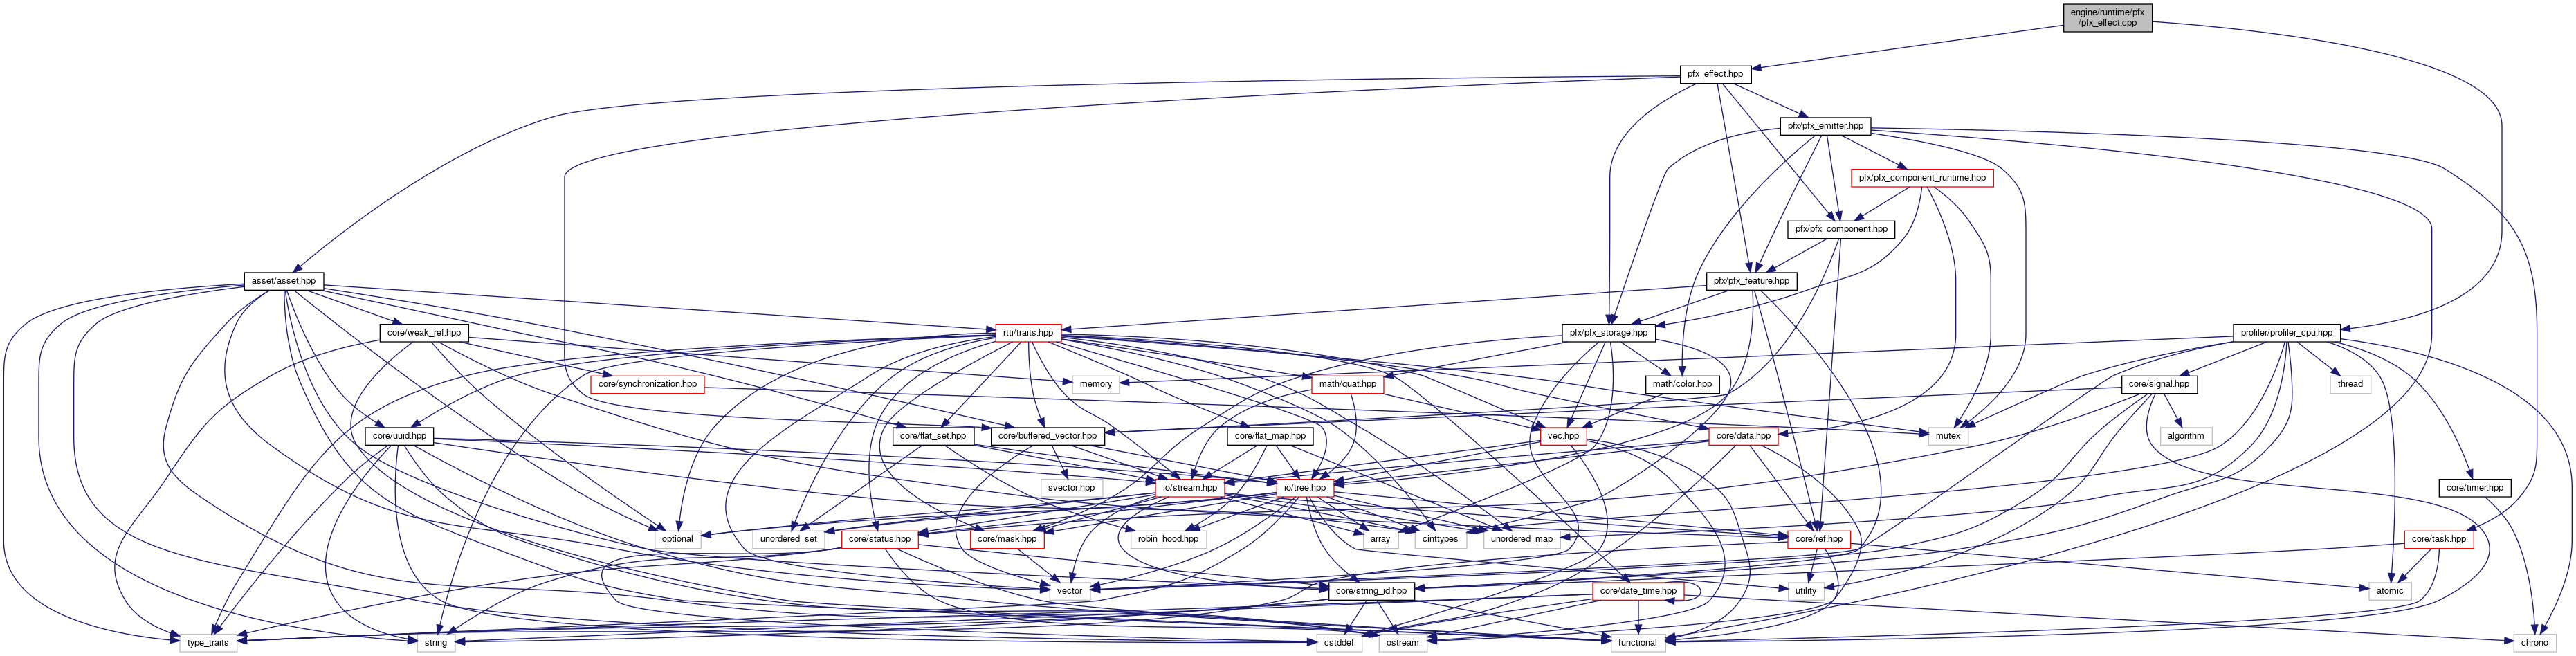 engine/runtime/pfx
/pfx_effect.cpp
pfx_effect.hpp
pfx/pfx_emitter.hpp
pfx/pfx_component_runtime.hpp
pfx/pfx_component.hpp
asset/asset.hpp
pfx/pfx_feature.hpp
core/weak_ref.hpp
rtti/traits.hpp
pfx/pfx_storage.hpp
profiler/profiler_cpu.hpp
core/synchronization.hpp
memory
math/quat.hpp
math/color.hpp
core/signal.hpp
thread
core/uuid.hpp
core/flat_set.hpp
core/buffered_vector.hpp
core/flat_map.hpp
vec.hpp
core/data.hpp
mutex
algorithm
svector.hpp
io/stream.hpp
io/tree.hpp
core/timer.hpp
optional
unordered_set
core/status.hpp
core/mask.hpp
robin_hood.hpp
array
cinttypes
unordered_map
core/ref.hpp
core/task.hpp
vector
core/string_id.hpp
core/date_time.hpp
utility
atomic
type_traits
string
cstddef
ostream
functional
chrono